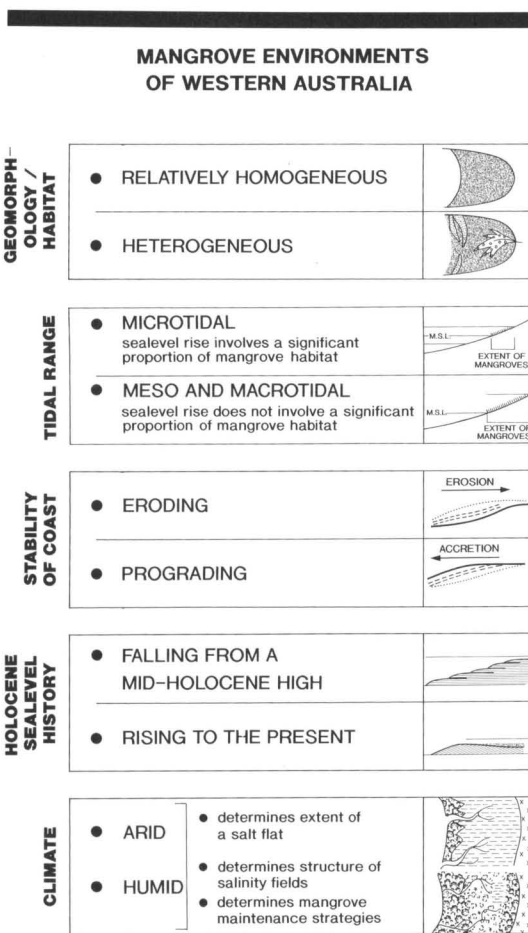 MANGROVE ENVIRONMENTS
OF WESTERN AUSTRALIA
GEOMORPH-
OLOGY /
HABITAT
● RELATIVELY HOMOGENEOUS
● HETEROGENEOUS
TIDAL RANGE
● MICROTIDAL
sealevel rise involves a significant
proportion of mangrove habitat
M.S.L.
EXTENT OF
MANGROVES
● MESO AND MACROTIDAL
sealevel rise does not involve a significant
proportion of mangrove habitat
M.S.L.
EXTENT OF
MANGROVES
STABILITY
OF COAST
● ERODING
EROSION
● PROGRADING
ACCRETION
HOLOCENE
SEALEVEL
HISTORY
● FALLING FROM A
MID-HOLOCENE HIGH
● RISING TO THE PRESENT
CLIMATE
● ARID
● HUMID
● determines extent of
a salt flat
● determines structure of
salinity fields
● determines mangrove
maintenance strategies